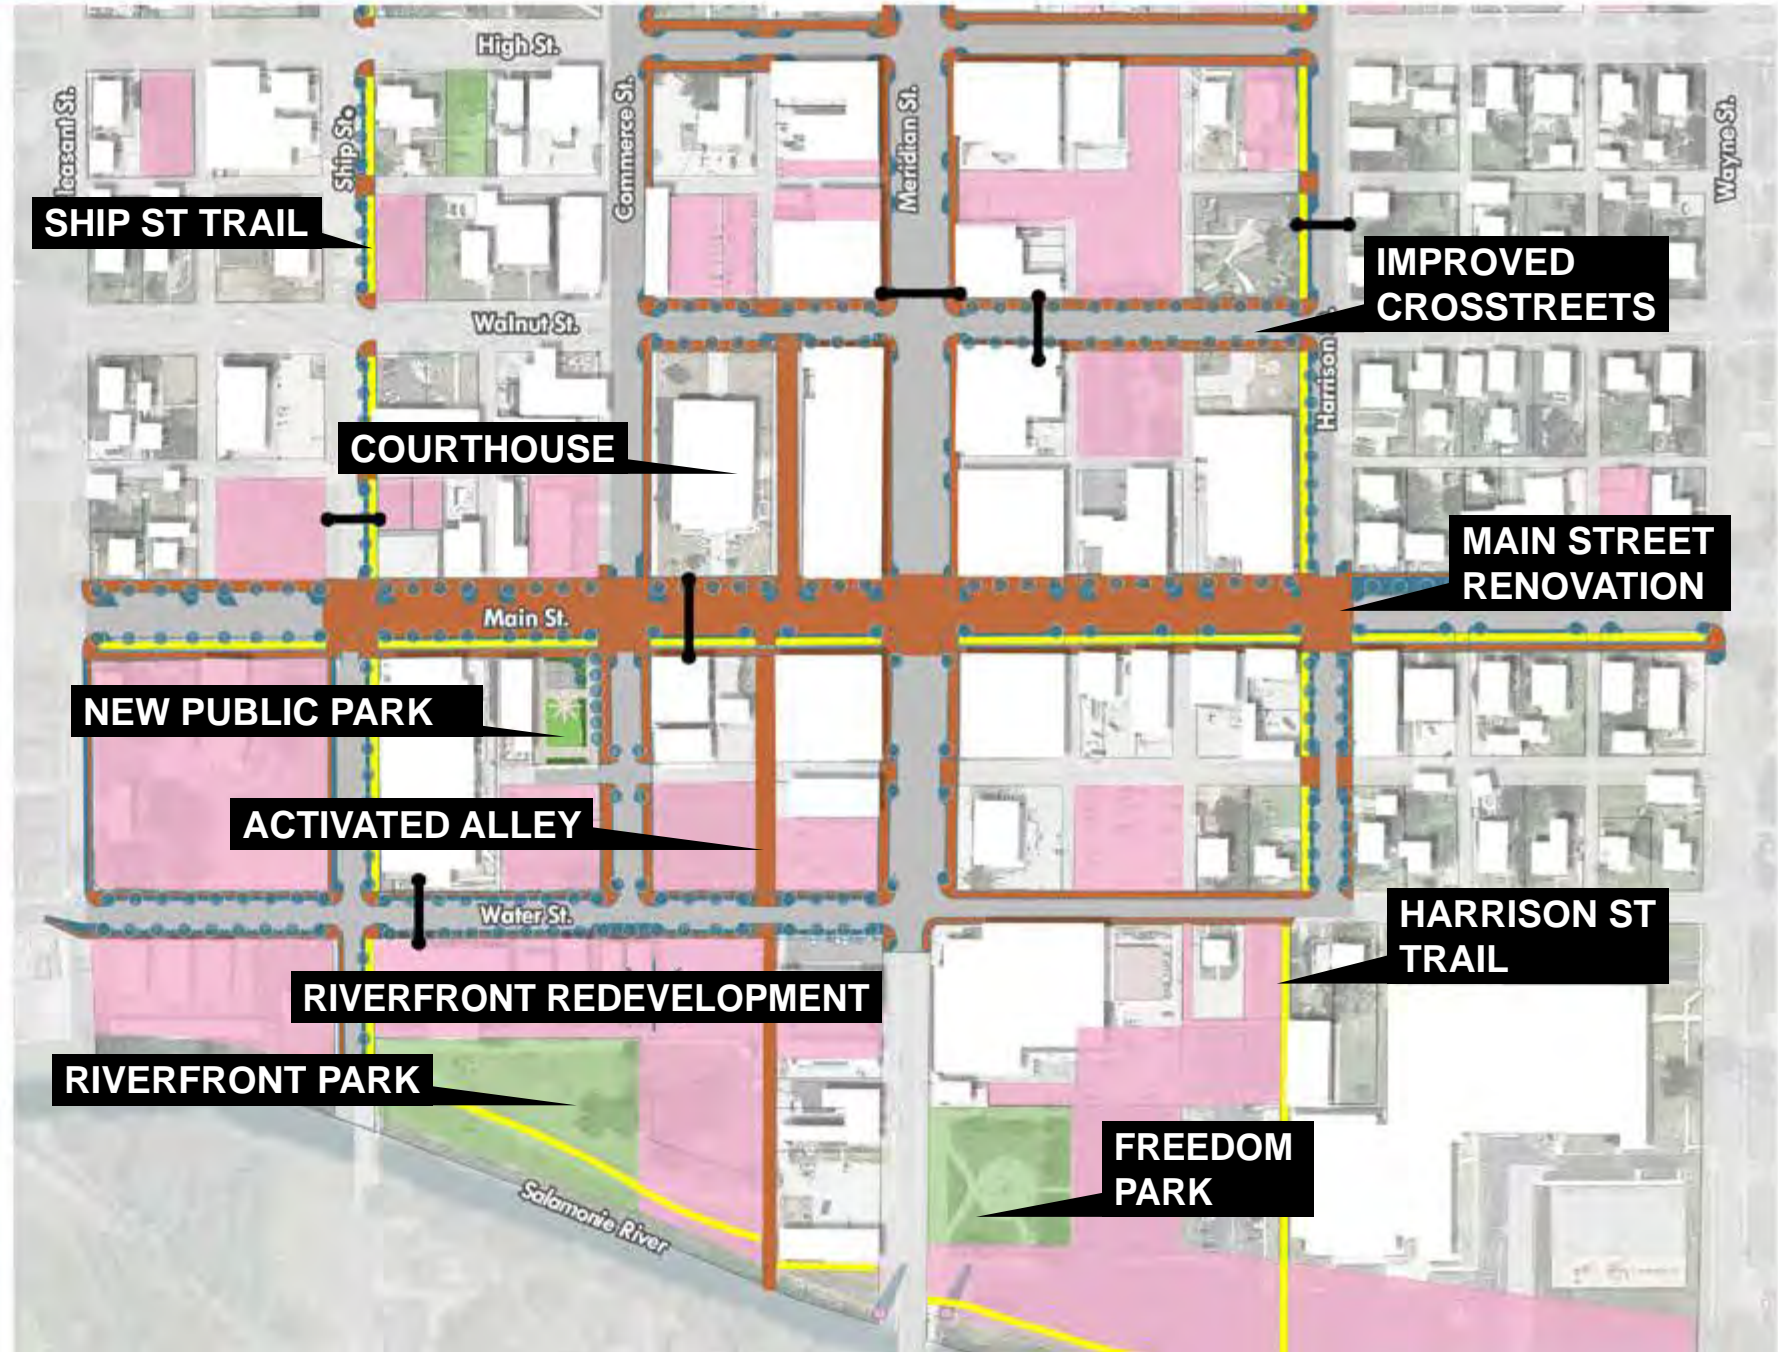 High St.
Pleasant St.
Ship St.
Commerce St.
Meridian St.
Wayne St.
SHIP ST TRAIL
IMPROVED
CROSSTREETS
Walnut St.
Harrison
COURTHOUSE
MAIN STREET
RENOVATION
Main St.
NEW PUBLIC PARK
ACTIVATED ALLEY
Water St.
HARRISON ST
TRAIL
RIVERFRONT REDEVELOPMENT
RIVERFRONT PARK
FREEDOM
PARK
Salamonie River